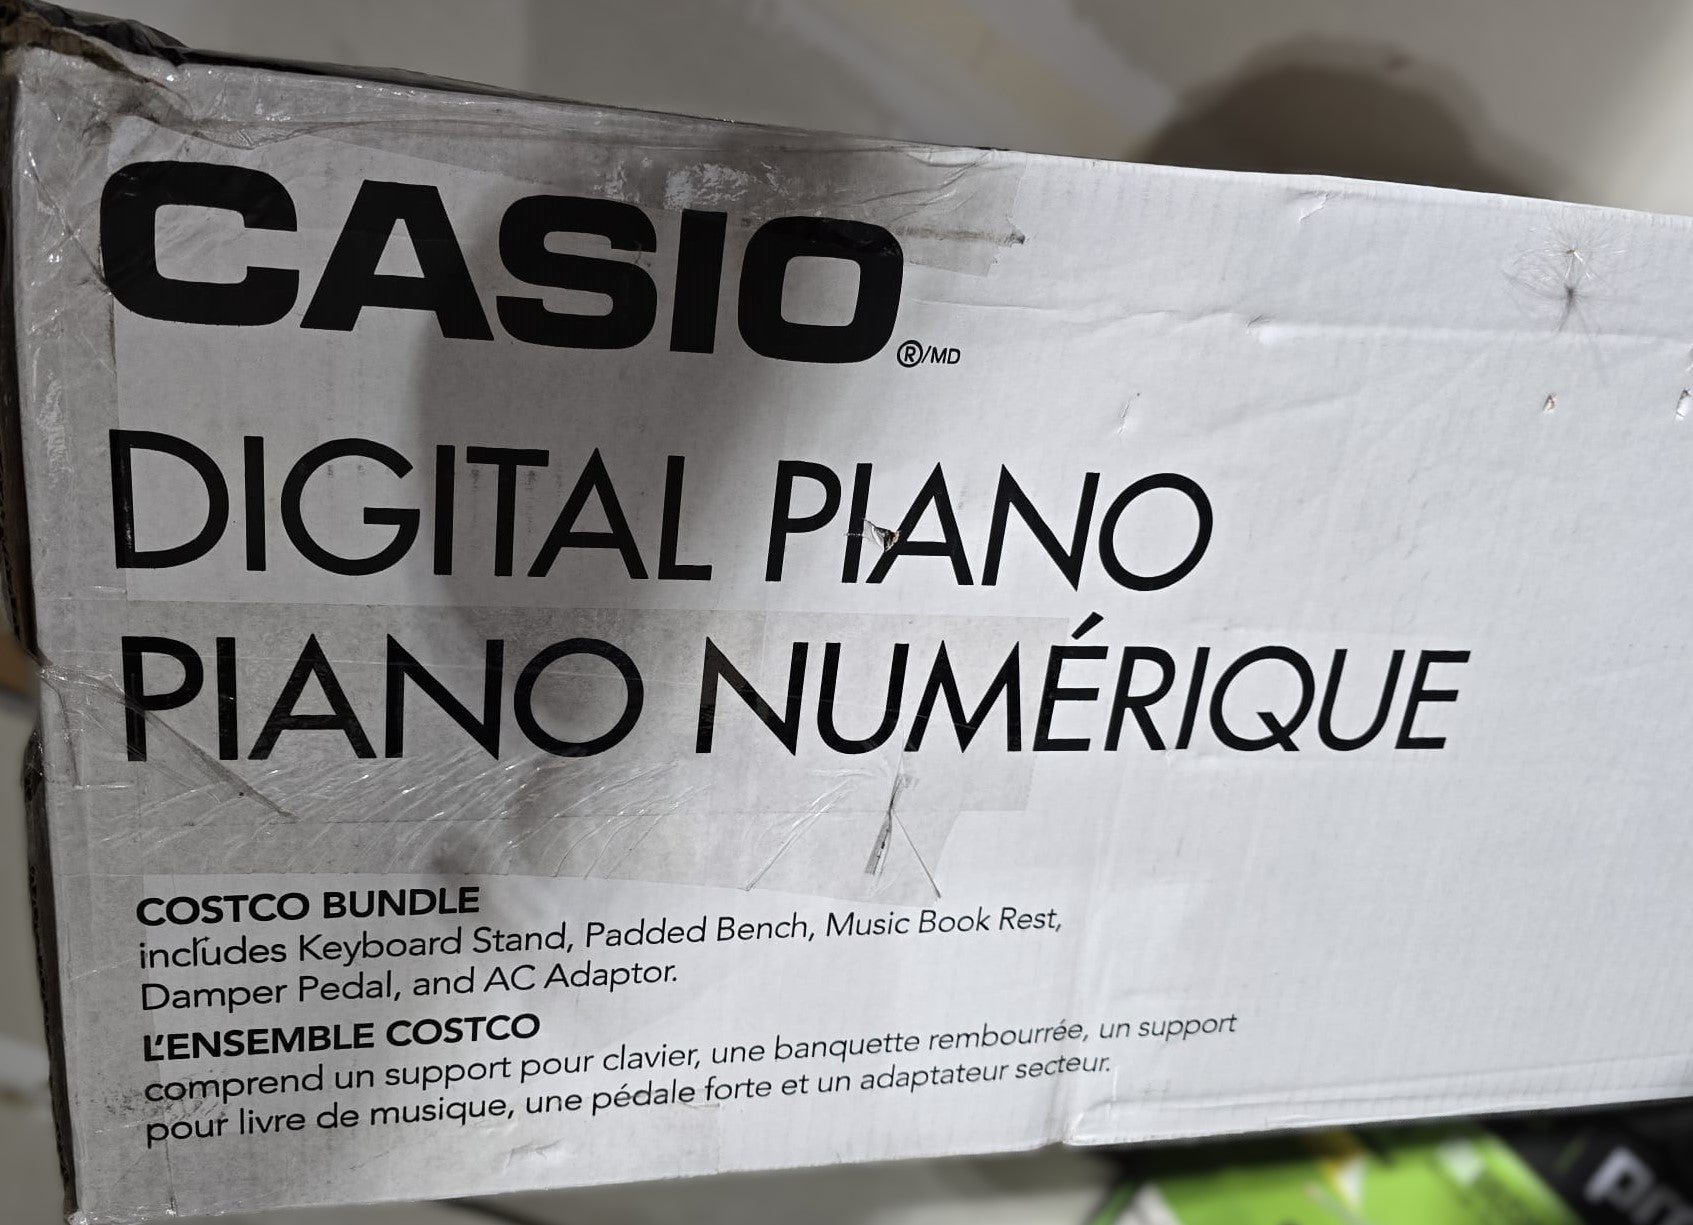 CASIO ®/MD
DIGITAL PIANO
PIANO NUMÉRIQUE
COSTCO BUNDLE
includes Keyboard Stand, Padded Bench, Music Book Rest,
Damper Pedal, and AC Adaptor.
L'ENSEMBLE COSTCO
comprend un support pour clavier, une banquette rembourrée, un support
pour livre de musique, une pédale forte et un adaptateur secteur.